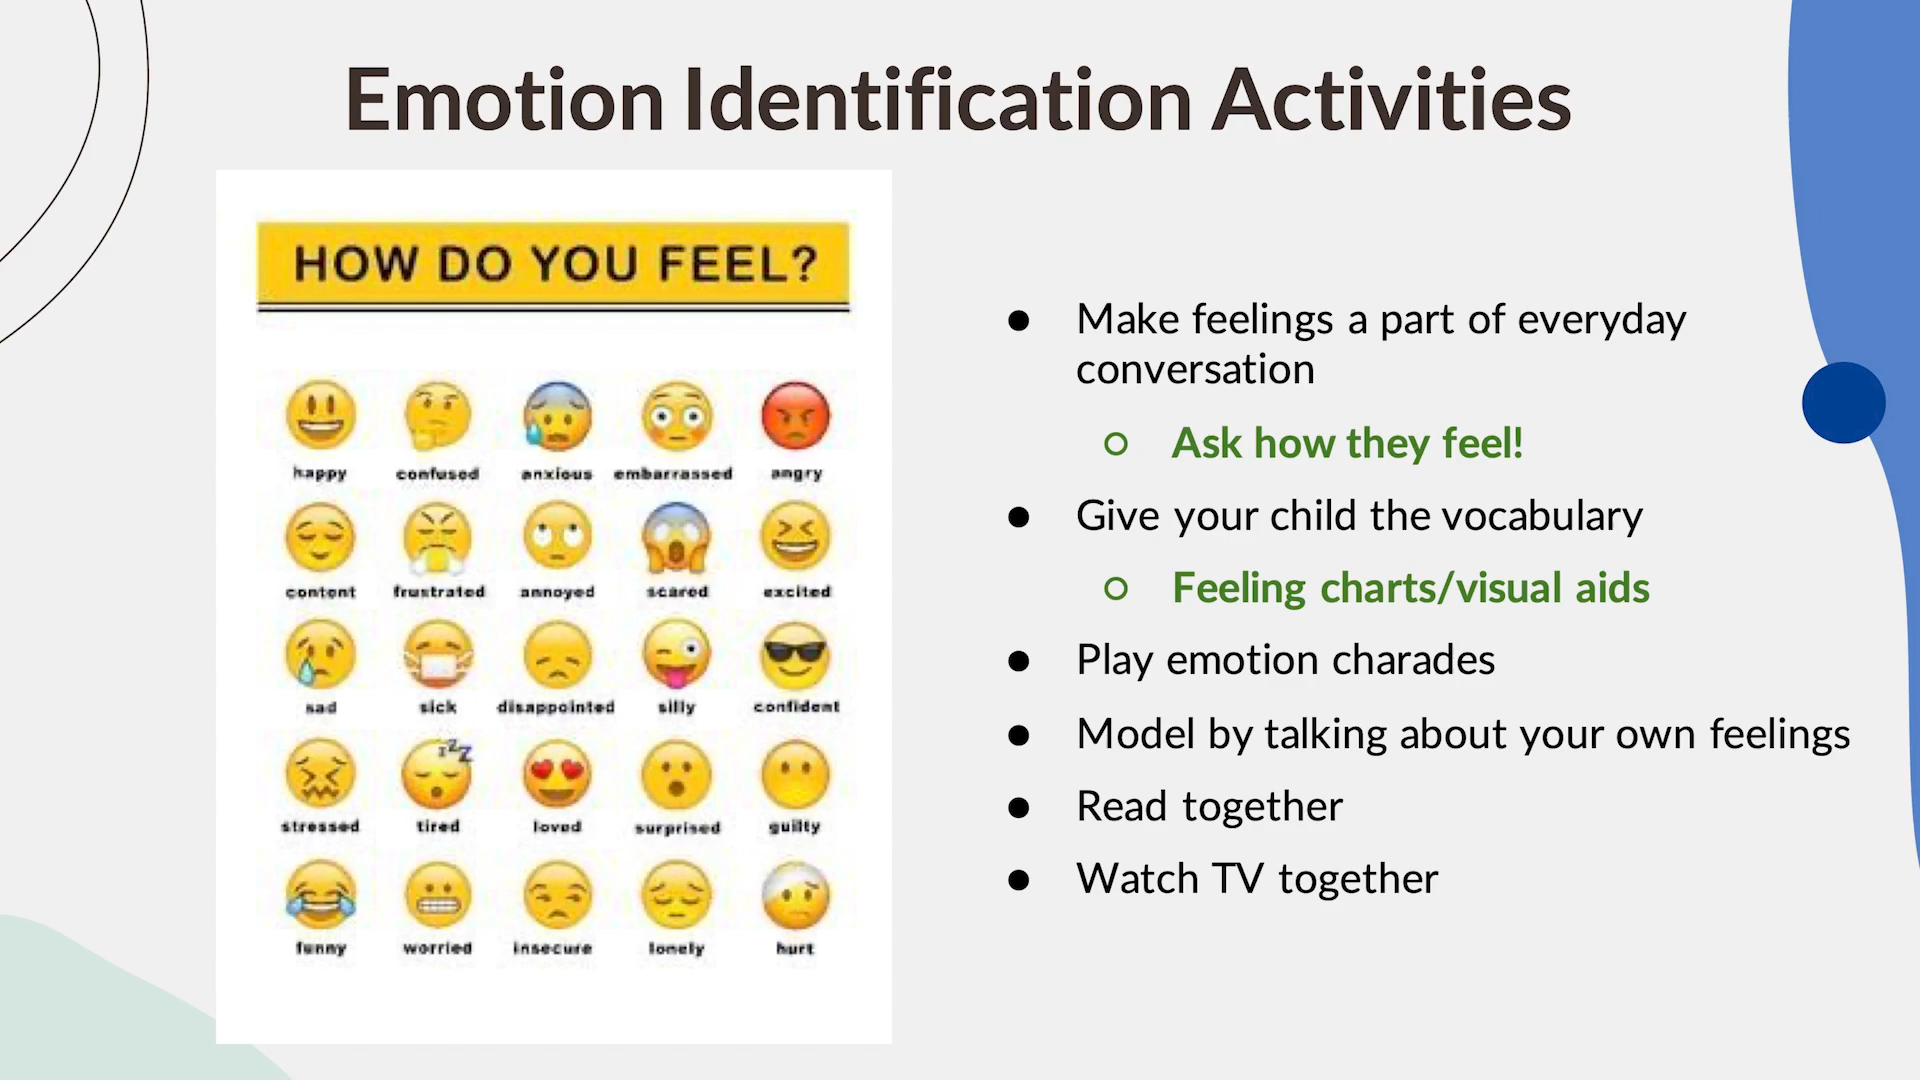 Emotion Identification Activities
HOW DO YOU FEEL?
happy confused anxious embarrassed angry
content frustrated annoyed scared excited
sad sick disappointed silly confident
stressed tired loved surprised guilty
funny worried insecure lonely hurt
● Make feelings a part of everyday
conversation
○ Ask how they feel!
● Give your child the vocabulary
○ Feeling charts/visual aids
● Play emotion charades
● Model by talking about your own feelings
● Read together
● Watch TV together